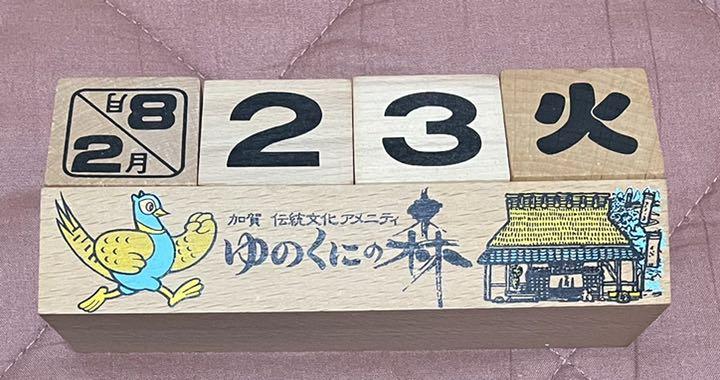 8月
2月
23火
加賀 伝統文化アメニティ
ゆのくにの森